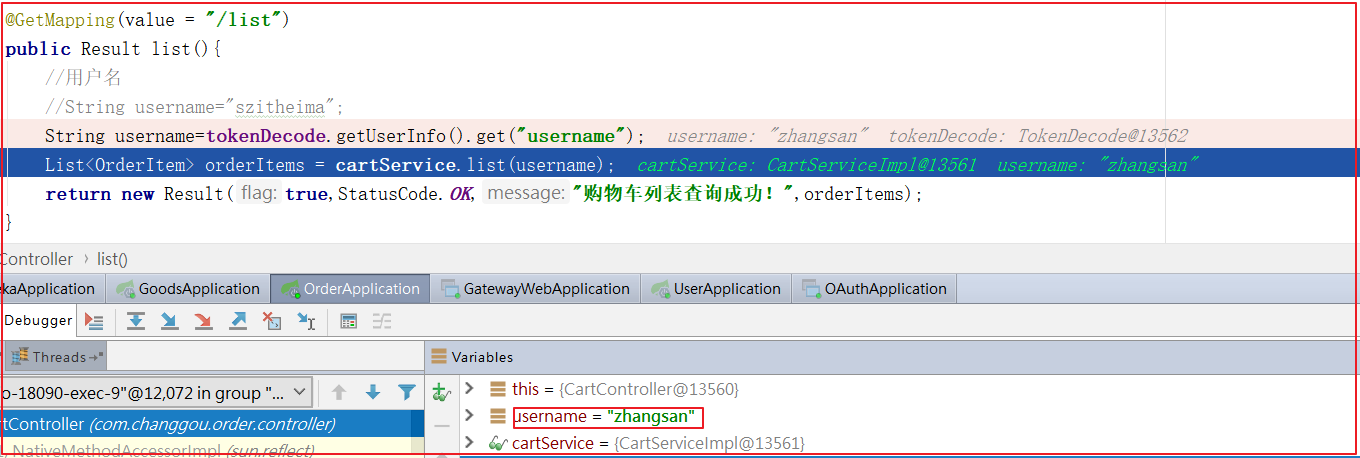 @GetMapping(value = "/list")
public Result list(){
//用户名
//String username="szitheima";
String username=tokenDecode.getUserInfo().get("username"); username: "zhangsan" tokenDecode: TokenDecode@13562
List<OrderItem> orderItems = cartService.list(username); cartService: CartServiceImpl@13561 username: "zhangsan"
return new Result( flag: true,StatusCode.OK, message: "购物车列表查询成功！",orderItems);
}
Controller › list()
ekaApplication GoodsApplication OrderApplication GatewayWebApplication UserApplication OAuthApplication
Debugger
Threads Variables
o-18090-exec-9"@12,072 in group "... this = {CartController@13560}
rtController (com.changgou.order.controller) username = "zhangsan"
NativeMethodAccessorImpl (sun.reflect) cartService = {CartServiceImpl@13561}